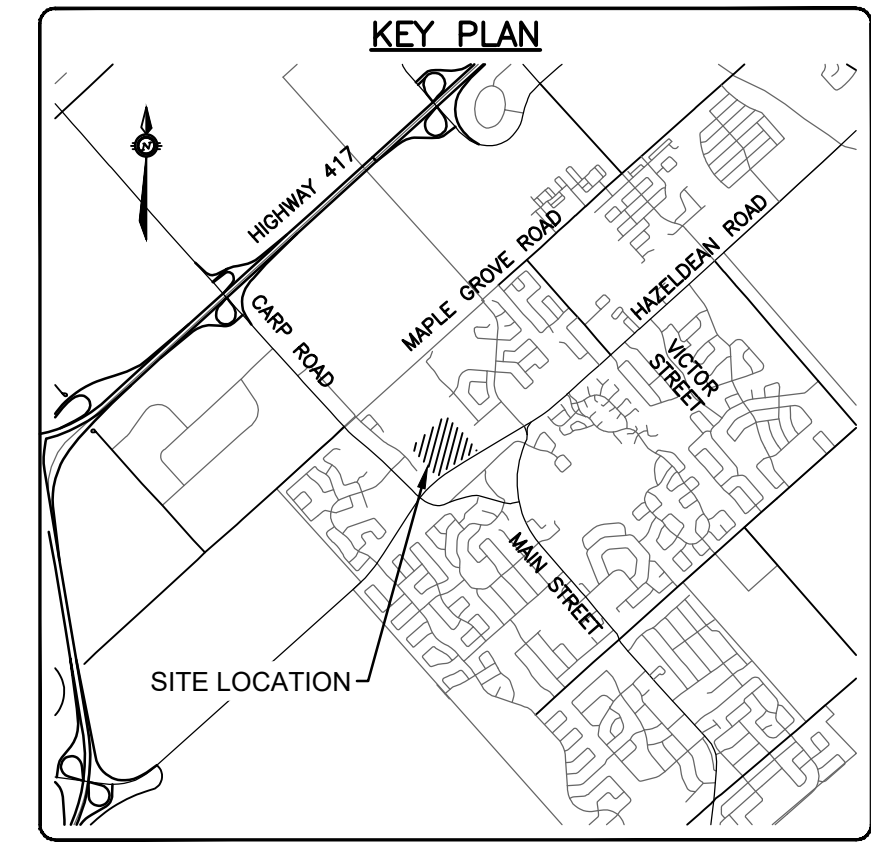 KEY PLAN
N
HIGHWAY 417
MAPLE GROVE ROAD
HAZELDEAN ROAD
CARP ROAD
VICTOR
STREET
MAIN STREET
SITE LOCATION